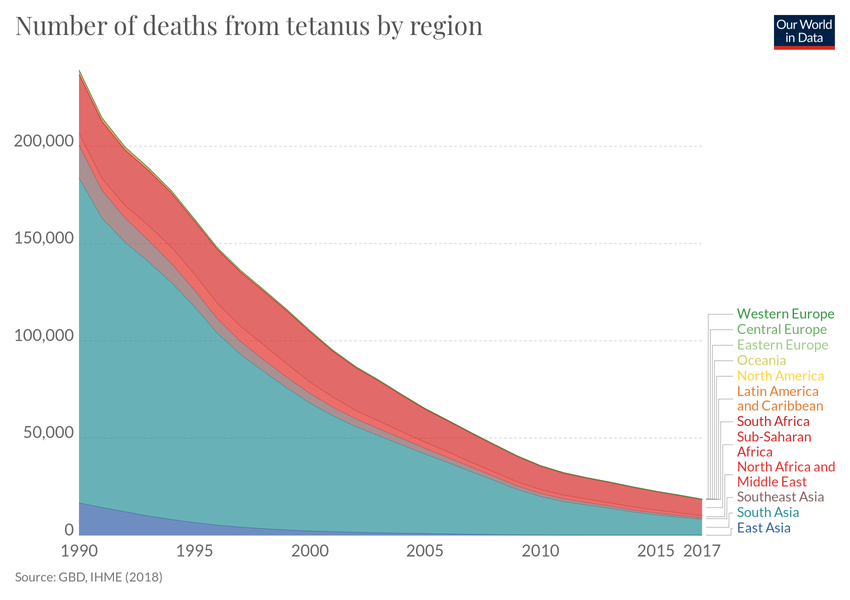 Number of deaths from tetanus by region
Our World
in Data
200,000
150,000
100,000
50,000
0
1990
1995
2000
2005
2010
2015
2017
Western Europe
Central Europe
Eastern Europe
Oceania
North America
Latin America
and Caribbean
South Africa
Sub-Saharan
Africa
North Africa and
Middle East
Southeast Asia
South Asia
East Asia
Source: GBD, IHME (2018)